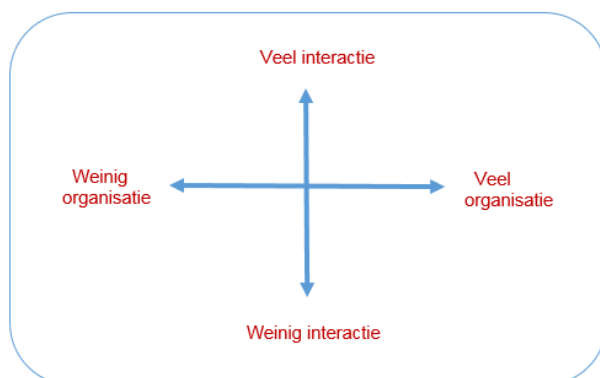 Veel interactie
Weinig
organisatie
Veel
organisatie
Weinig interactie